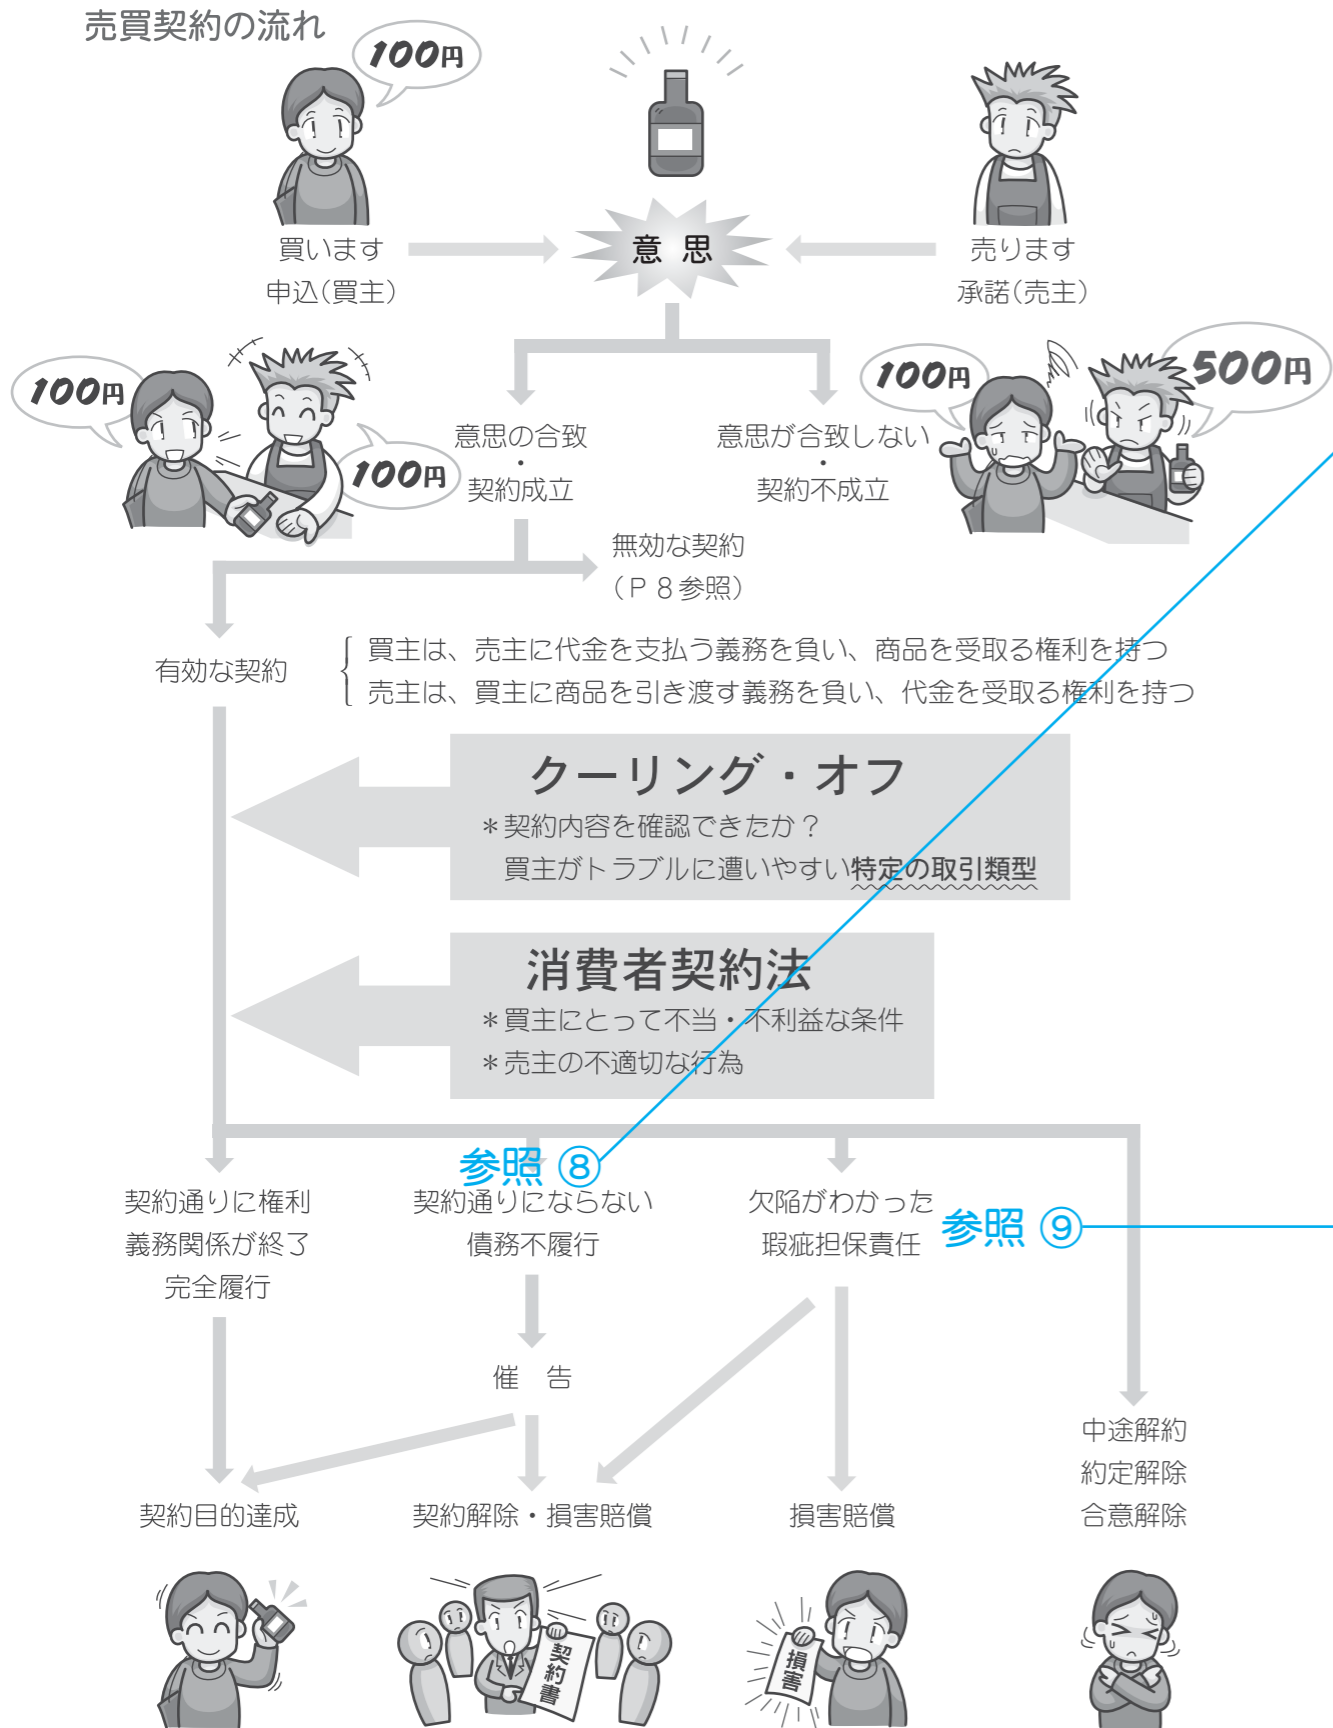 売買契約の流れ
100円
買います
申込(買主)
意 思
売ります
承諾(売主)
100円
100円
意思の合致
・
契約成立
意思が合致しない
・
契約不成立
100円
500円
無効な契約
(P 8参照)
有効な契約
買主は、売主に代金を支払う義務を負い、商品を受取る権利を持つ
売主は、買主に商品を引き渡す義務を負い、代金を受取る権利を持つ
クーリング・オフ
＊契約内容を確認できたか？
買主がトラブルに遭いやすい特定の取引類型
消費者契約法
＊買主にとって不当・不利益な条件
＊売主の不適切な行為
契約通りに権利
義務関係が終了
完全履行
参照 ⑧
契約通りにならない
債務不履行
欠陥がわかった
瑕疵担保責任
参照 ⑨
催 告
中途解約
約定解除
合意解除
契約目的達成
契約解除・損害賠償
損害賠償
契約書
損害